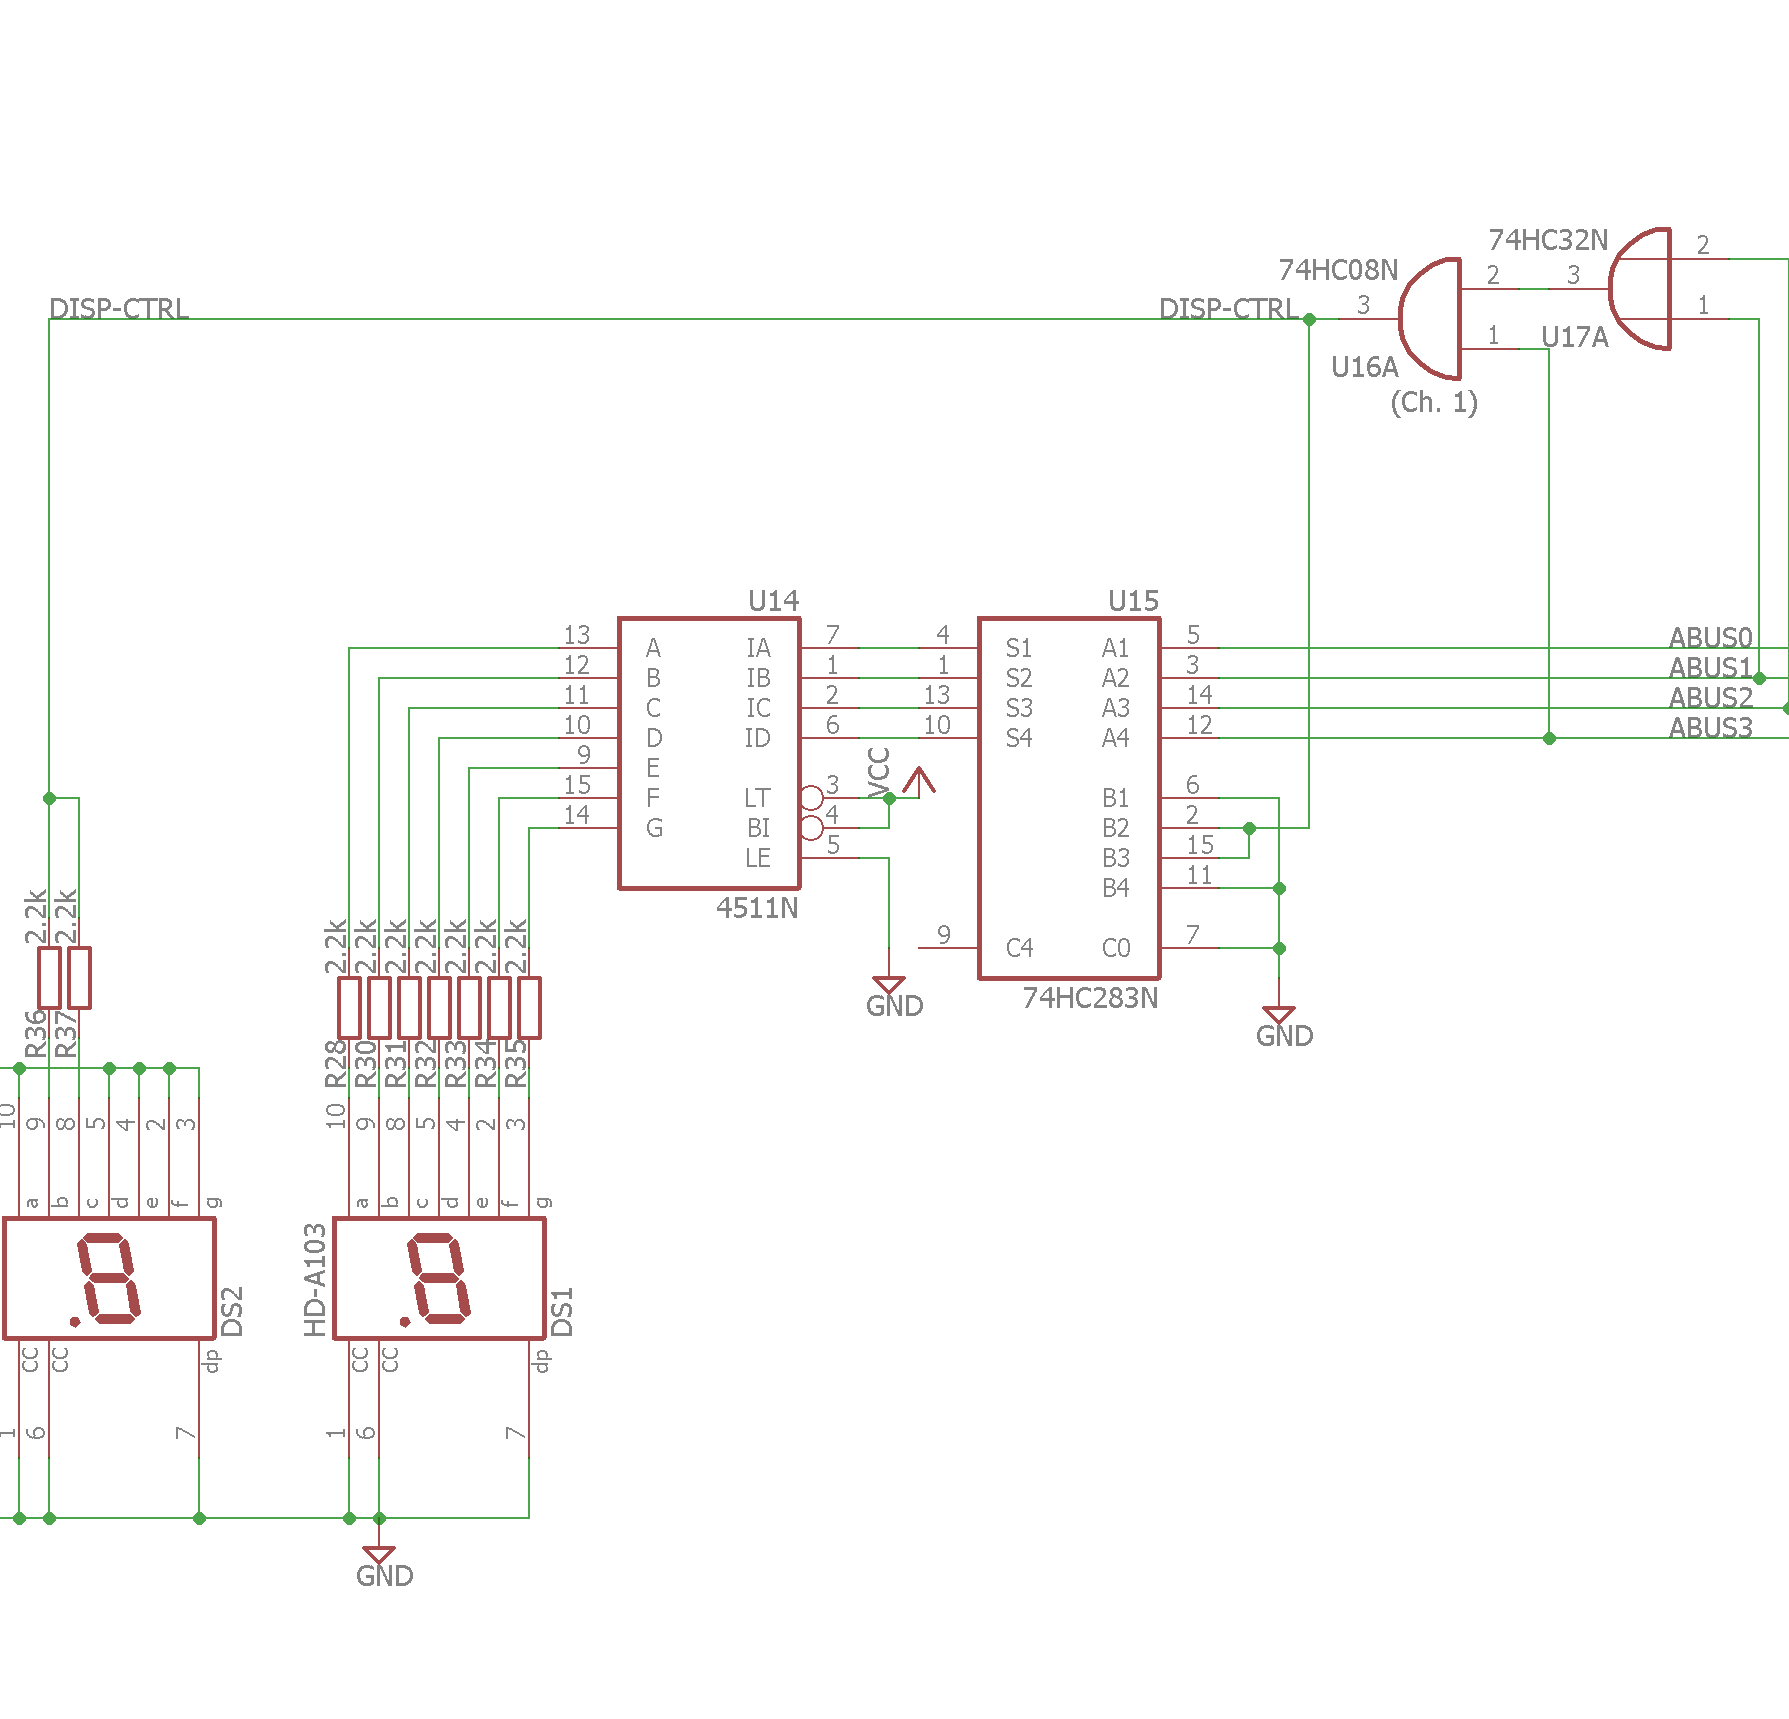 74HC32N
2
74HC08N
2
3
DISP-CTRL
DISP-CTRL
3
1
1
U17A
U16A
(Ch. 1)
U14
U15
13
A
IA
7
4
S1
A1
5
ABUS0
12
B
IB
1
1
S2
A2
3
ABUS1
11
C
IC
2
13
S3
A3
14
ABUS2
10
D
ID
6
10
S4
A4
12
ABUS3
9
E
VCC
15
F
LT
3
B1
6
14
G
BI
4
B2
2
LE
5
B3
15
B4
11
4511N
9
C4
C0
7
74HC283N
GND
GND
2.2k
2.2k
R36
R37
2.2k
2.2k
2.2k
2.2k
2.2k
2.2k
2.2k
R28
R30
R31
R32
R33
R34
R35
10
9
8
5
4
2
3
10
9
8
5
4
2
3
a
b
c
d
e
f
g
a
b
c
d
e
f
g
DS2
HD-A103
DS1
CC
CC
dp
CC
CC
dp
1
6
7
1
6
7
GND